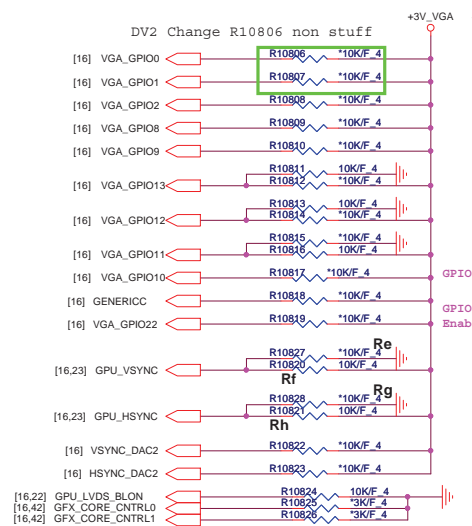 +3V_VGA
DV2 Change R10806 non stuff
[16] VGA_GPIO0 R10806 *10K/F_4
[16] VGA_GPIO1 R10807 *10K/F_4
[16] VGA_GPIO2 R10808 *10K/F_4
[16] VGA_GPIO8 R10809 *10K/F_4
[16] VGA_GPIO9 R10810 *10K/F_4
R10811 10K/F_4
[16] VGA_GPIO13 R10812 *10K/F_4
R10813 10K/F_4
[16] VGA_GPIO12 R10814 *10K/F_4
R10815 *10K/F_4
[16] VGA_GPIO11 R10816 10K/F_4
[16] VGA_GPIO10 R10817 *10K/F_4 GPIO
[16] GENERICC R10818 *10K/F_4
GPIO
[16] VGA_GPIO22 R10819 *10K/F_4 Enab
Re
R10827 *10K/F_4
[16,23] GPU_VSYNC R10820 10K/F_4
Rf
Rg
R10828 *10K/F_4
[16,23] GPU_HSYNC R10821 10K/F_4
Rh
[16] VSYNC_DAC2 R10822 *10K/F_4
[16] HSYNC_DAC2 R10823 *10K/F_4
[16,22] GPU_LVDS_BLON R10824 10K/F_4
[16,42] GFX_CORE_CNTRL0 R10825 *3K/F_4
[16,42] GFX_CORE_CNTRL1 R10826 *3K/F_4